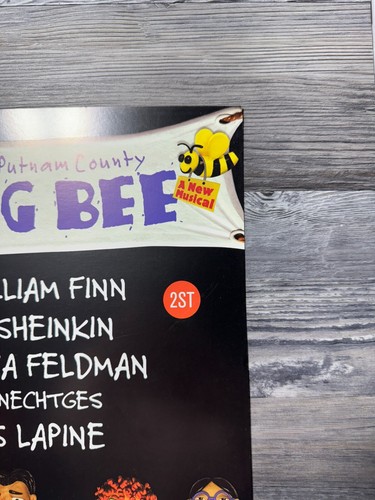 Putnam County
G BEE
A New
Musical
LLIAM FINN
2ST
SHEINKIN
A FELDMAN
NECHTGES
S LAPINE